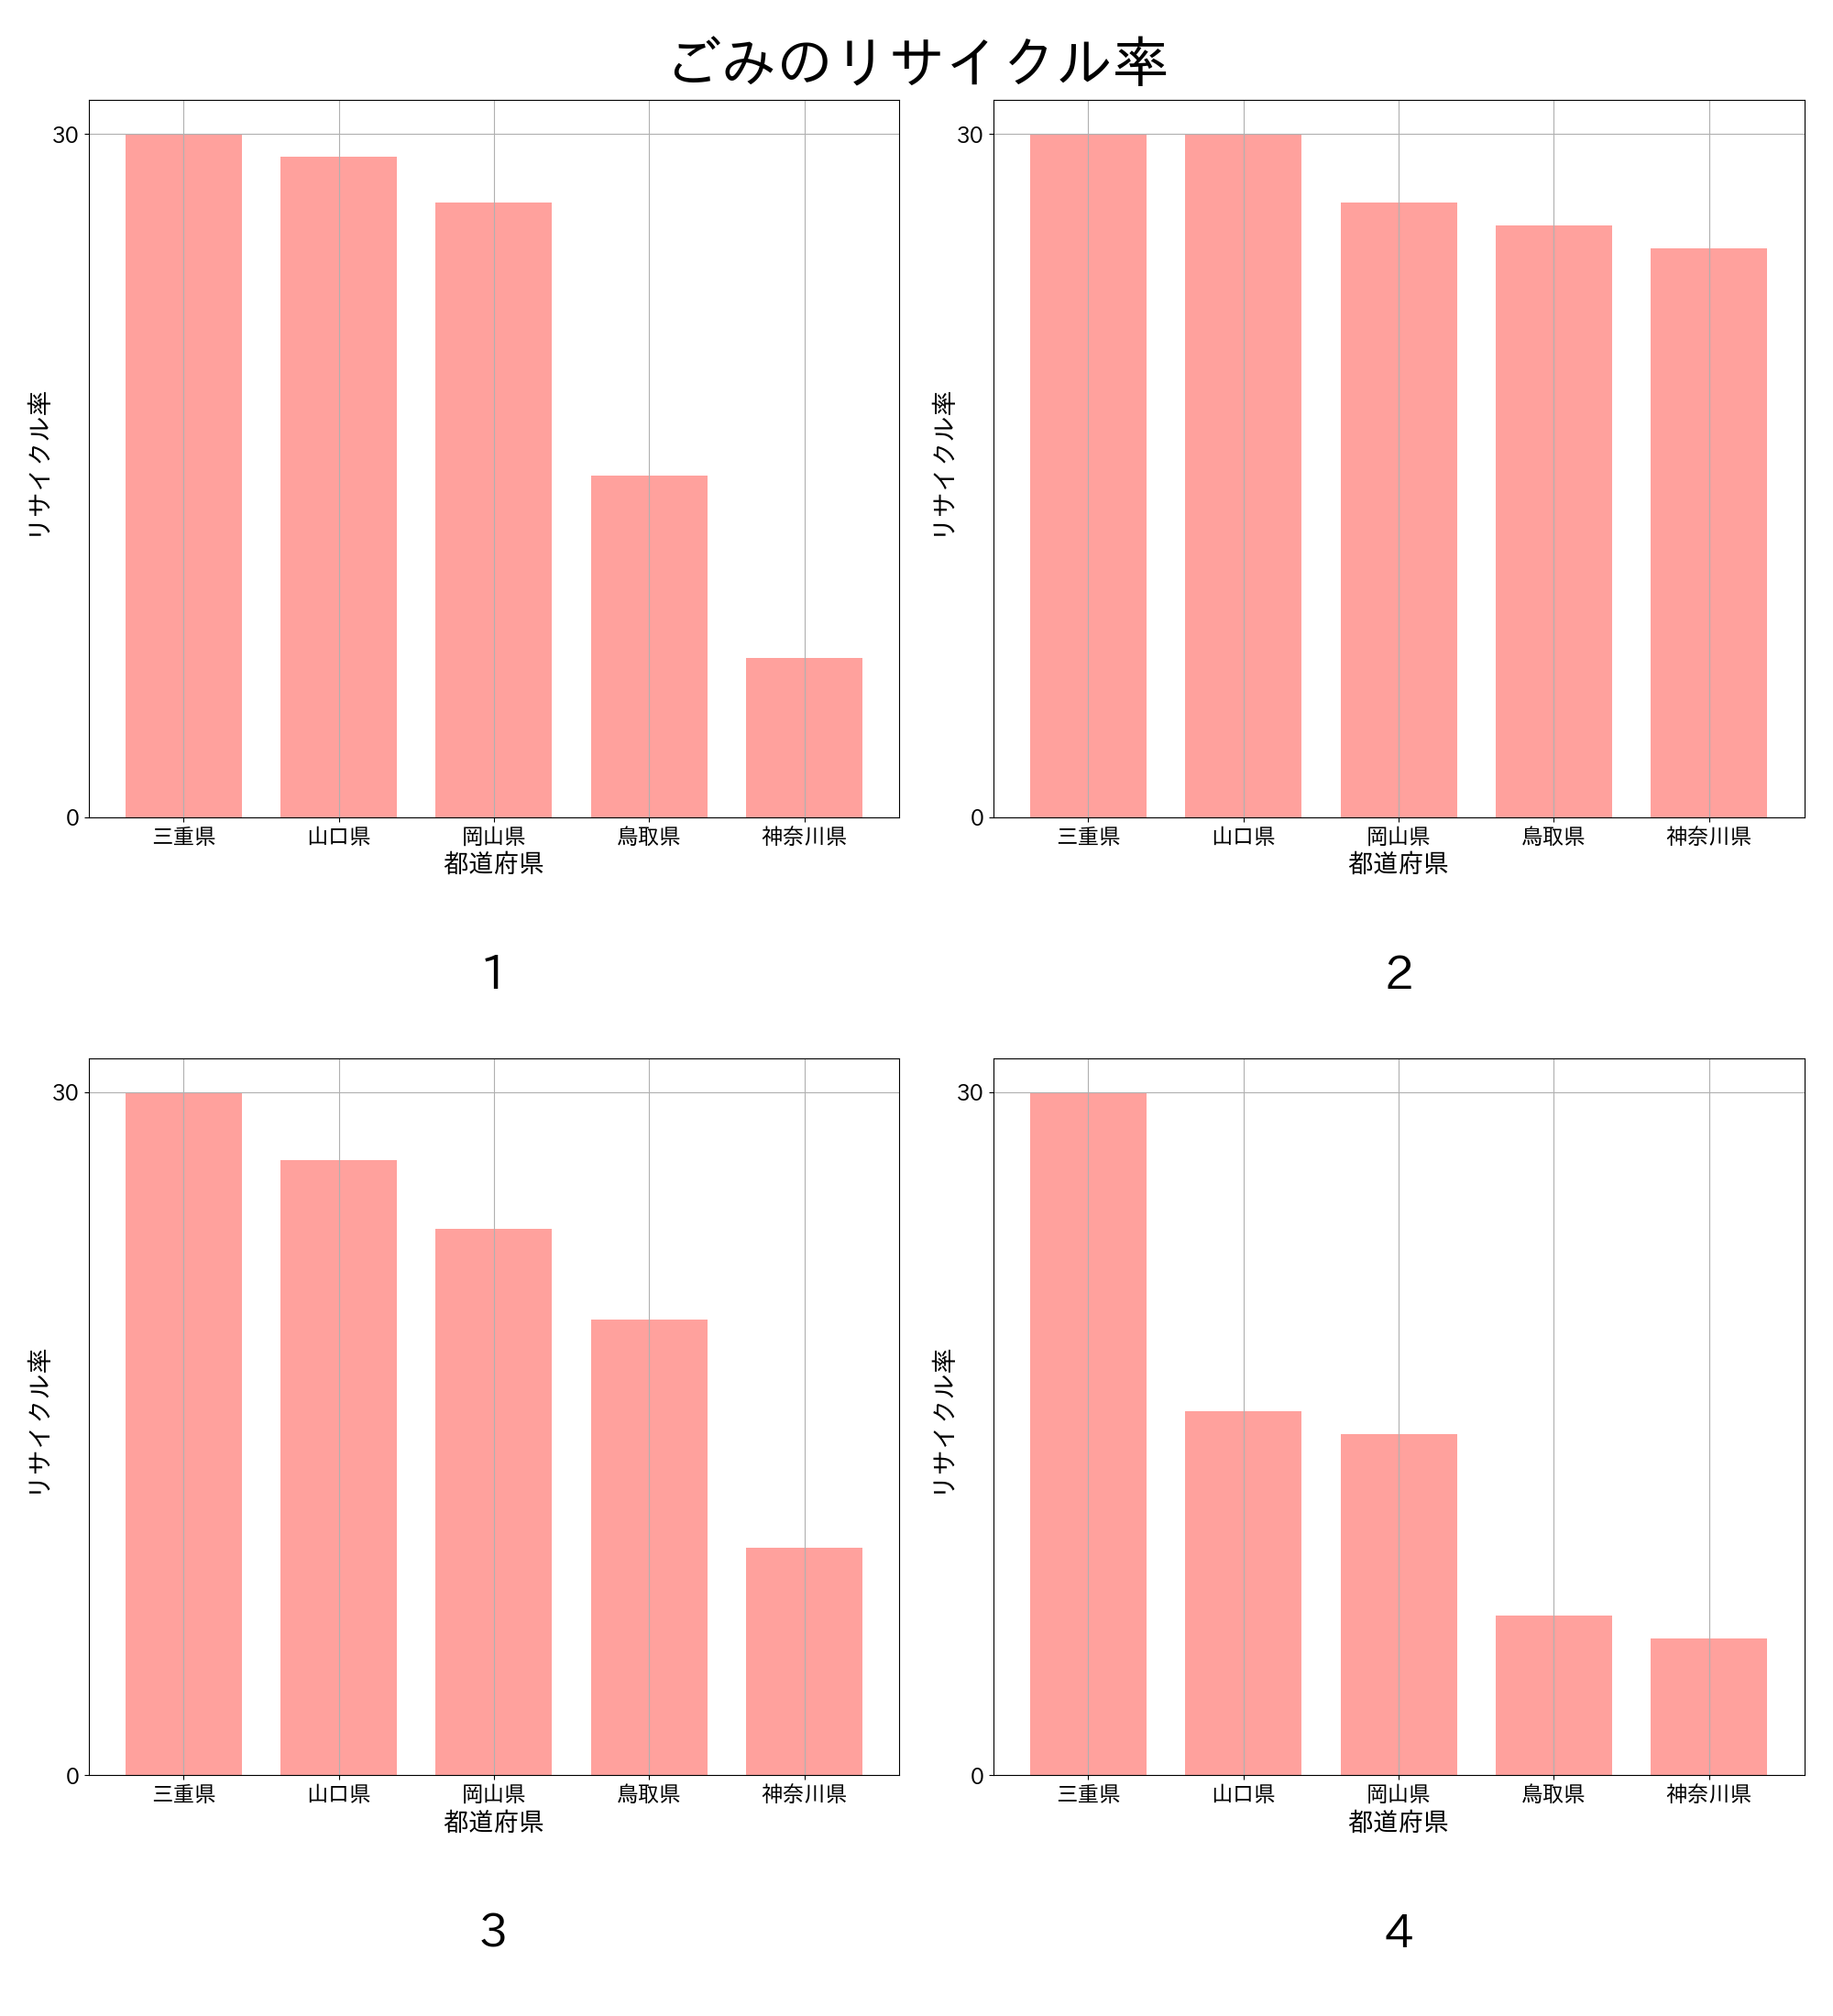 ごみのリサイクル率
30
0
リサイクル率
三重県 山口県 岡山県 鳥取県 神奈川県
都道府県
1
30
0
リサイクル率
三重県 山口県 岡山県 鳥取県 神奈川県
都道府県
2
30
0
リサイクル率
三重県 山口県 岡山県 鳥取県 神奈川県
都道府県
3
30
0
リサイクル率
三重県 山口県 岡山県 鳥取県 神奈川県
都道府県
4